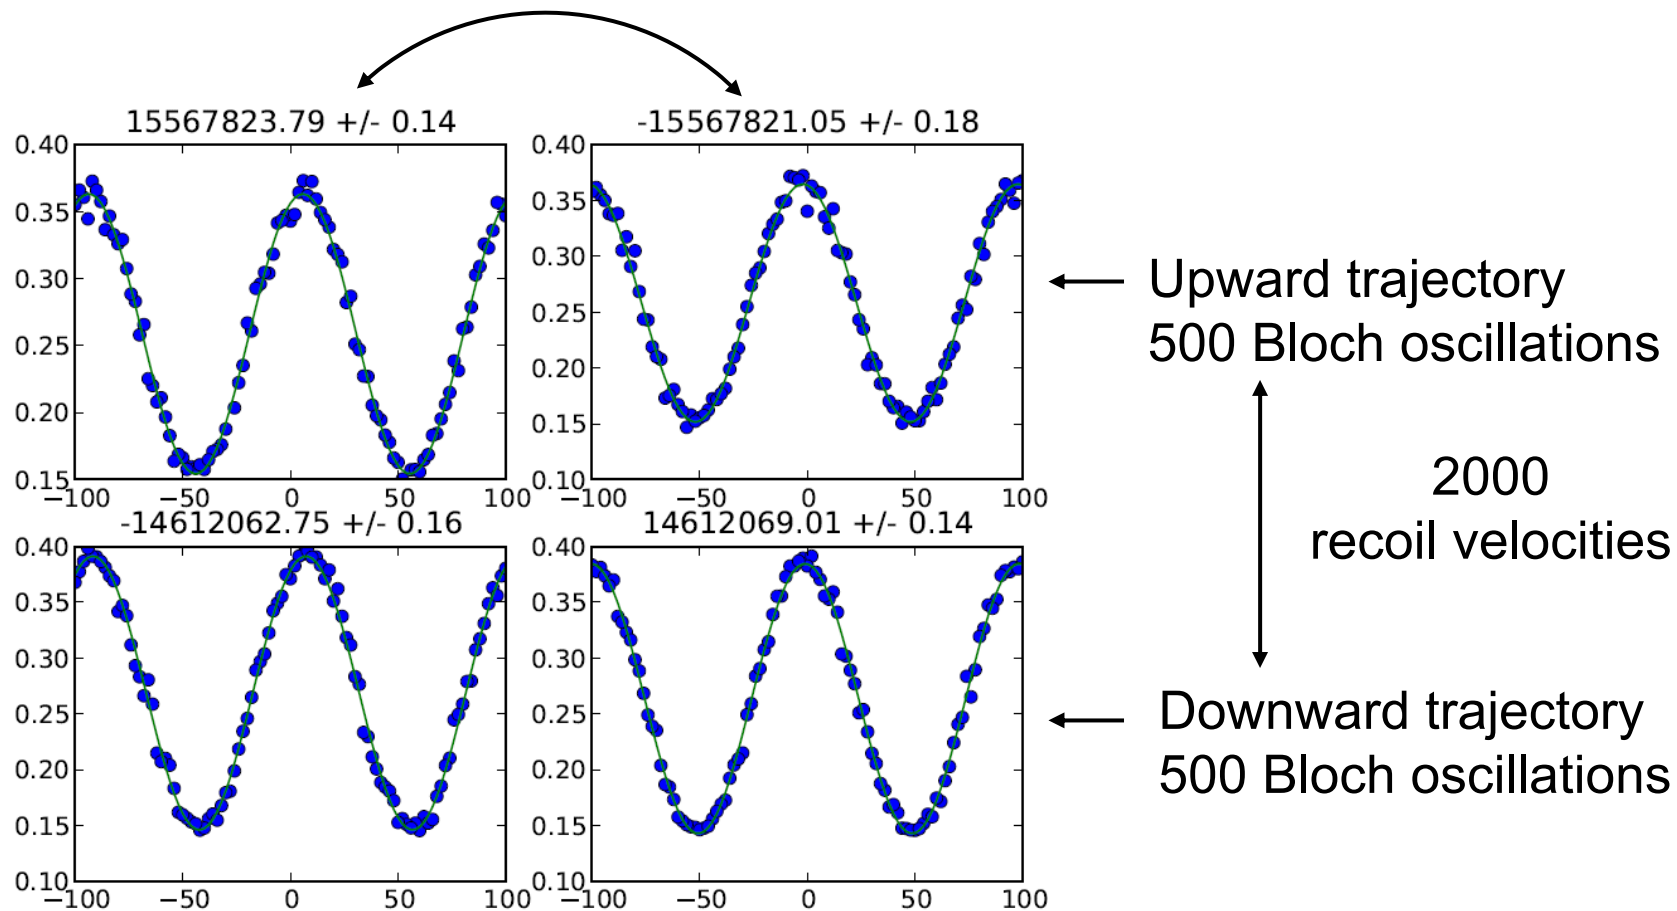 15567823.79 +/- 0.14
-15567821.05 +/- 0.18
0.40
0.35
0.30
0.25
0.20
0.15
−100 −50 0 50 100
0.40
0.35
0.30
0.25
0.20
0.15
0.10
−100 −50 0 50 100
Upward trajectory
500 Bloch oscillations
2000
recoil velocities
-14612062.75 +/- 0.16
14612069.01 +/- 0.14
0.40
0.35
0.30
0.25
0.20
0.15
0.10
−100 −50 0 50 100
0.40
0.35
0.30
0.25
0.20
0.15
0.10
−100 −50 0 50 100
Downward trajectory
500 Bloch oscillations